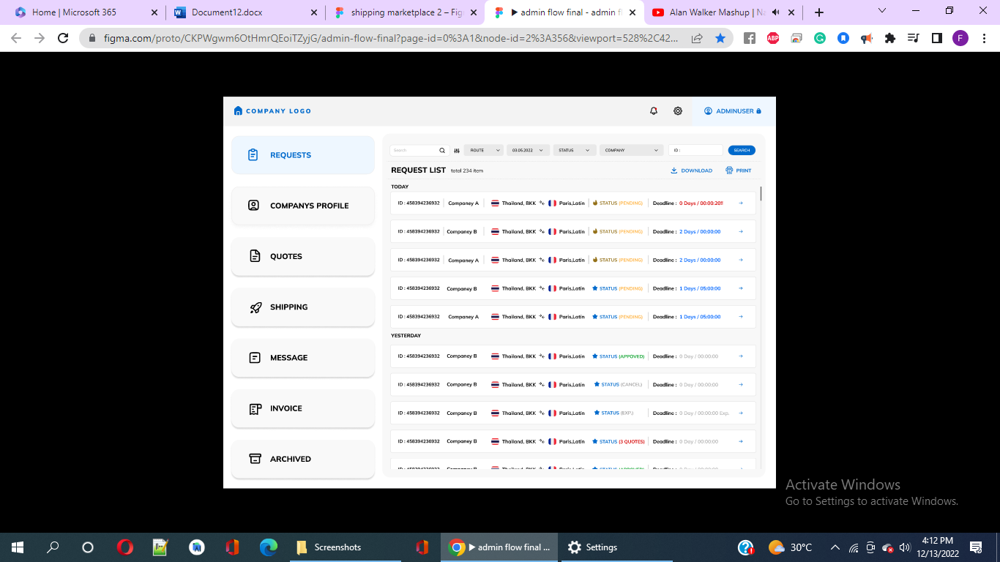 Home | Microsoft 365
Document12.docx
shipping marketplace 2 – Fig
▶ admin flow final - admin fl
Alan Walker Mashup | Na
figma.com/proto/CKPWgwm6OtHmrQEoiTZyjG/admin-flow-final?page-id=0%3A1&node-id=2%3A356&viewport=528%2C42...
ABP
F
COMPANY LOGO
ADMINUSER
REQUESTS
COMPANYS PROFILE
QUOTES
SHIPPING
MESSAGE
INVOICE
ARCHIVED
Search
ROUTE
03.05.2022
STATUS
COMPANY
ID :
SEARCH
REQUEST LIST total 234 item
DOWNLOAD
PRINT
TODAY
ID : 458394236932 Companey A Thailand, BKK Paris,Latin STATUS (PENDING) Deadline : 0 Days / 00:00:20!!
ID : 458394236932 Companey B Thailand, BKK Paris,Latin STATUS (PENDING) Deadline : 2 Days / 00:00:00
ID : 458394236932 Companey A Thailand, BKK Paris,Latin STATUS (PENDING) Deadline : 2 Days / 00:00:00
ID : 458394236932 Companey B Thailand, BKK Paris,Latin STATUS (PENDING) Deadline : 1 Days / 05:00:00
ID : 458394236932 Companey A Thailand, BKK Paris,Latin STATUS (PENDING) Deadline : 1 Days / 05:00:00
YESTERDAY
ID : 458394236932 Companey B Thailand, BKK Paris,Latin STATUS (APPOVED) Deadline : 0 Day / 00:00:00
ID : 458394236932 Companey B Thailand, BKK Paris,Latin STATUS (CANCEL) Deadline : 0 Day / 00:00:00
ID : 458394236932 Companey B Thailand, BKK Paris,Latin STATUS (EXP.) Deadline : 0 Day / 00:00:00 Exp.
ID : 458394236932 Companey B Thailand, BKK Paris,Latin STATUS (3 QUOTES) Deadline : 0 Day / 00:00:00
Activate Windows
Go to Settings to activate Windows.
Screenshots
▶ admin flow final ...
Settings
30°C
4:12 PM
12/13/2022